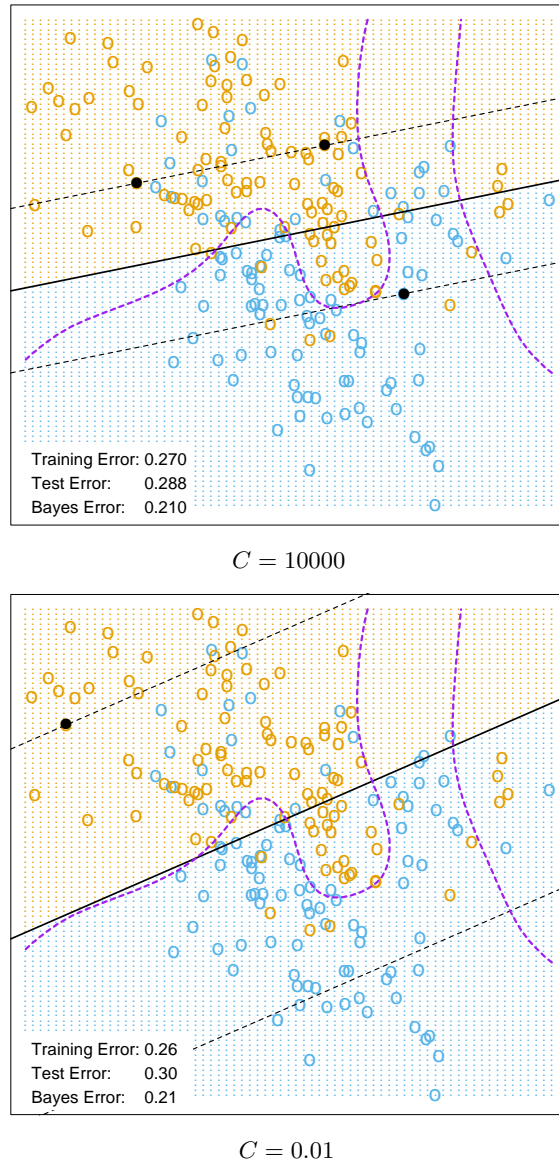 Training Error: 0.270
Test Error: 0.288
Bayes Error: 0.210
C = 10000
Training Error: 0.26
Test Error: 0.30
Bayes Error: 0.21
C = 0.01